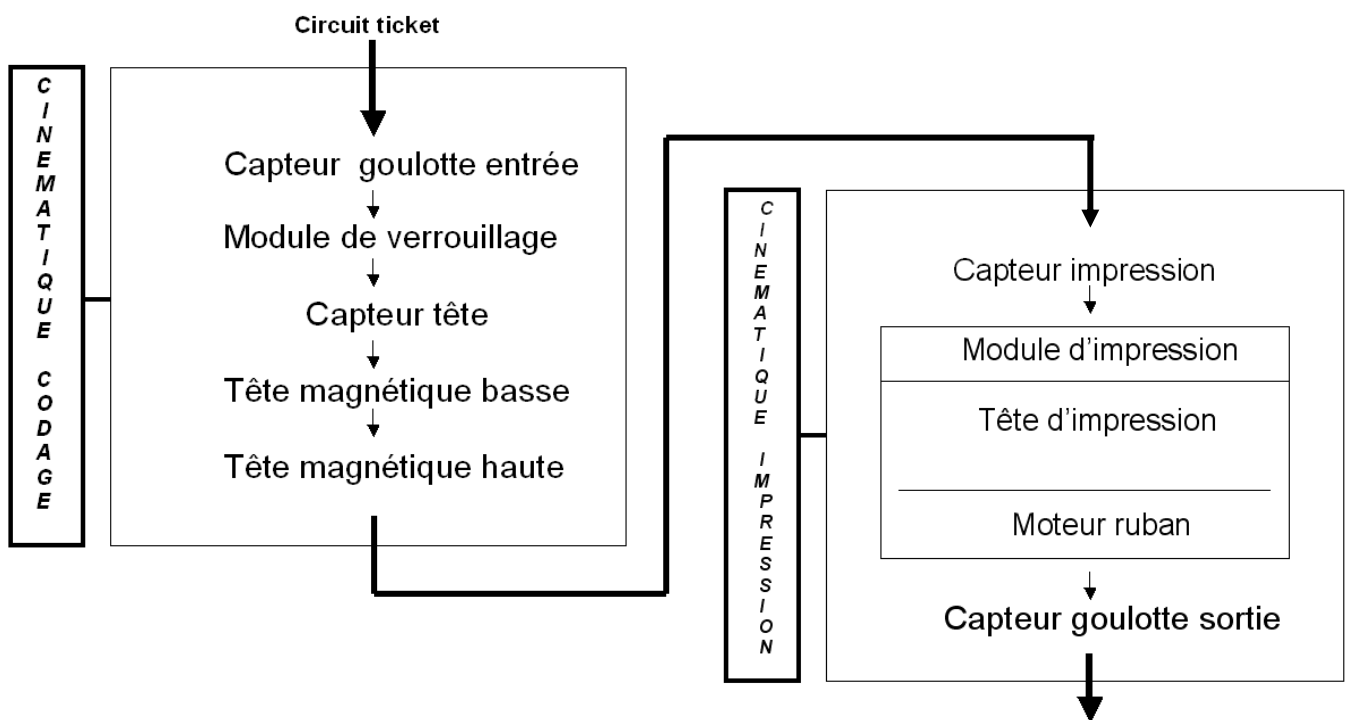 Circuit ticket
CINEMATIQUE CODAGE
Capteur goulotte entrée
Module de verrouillage
Capteur tête
Tête magnétique basse
Tête magnétique haute
CINEMATIQUE IMPRESSION
Capteur impression
Module d'impression
Tête d'impression
Moteur ruban
Capteur goulotte sortie